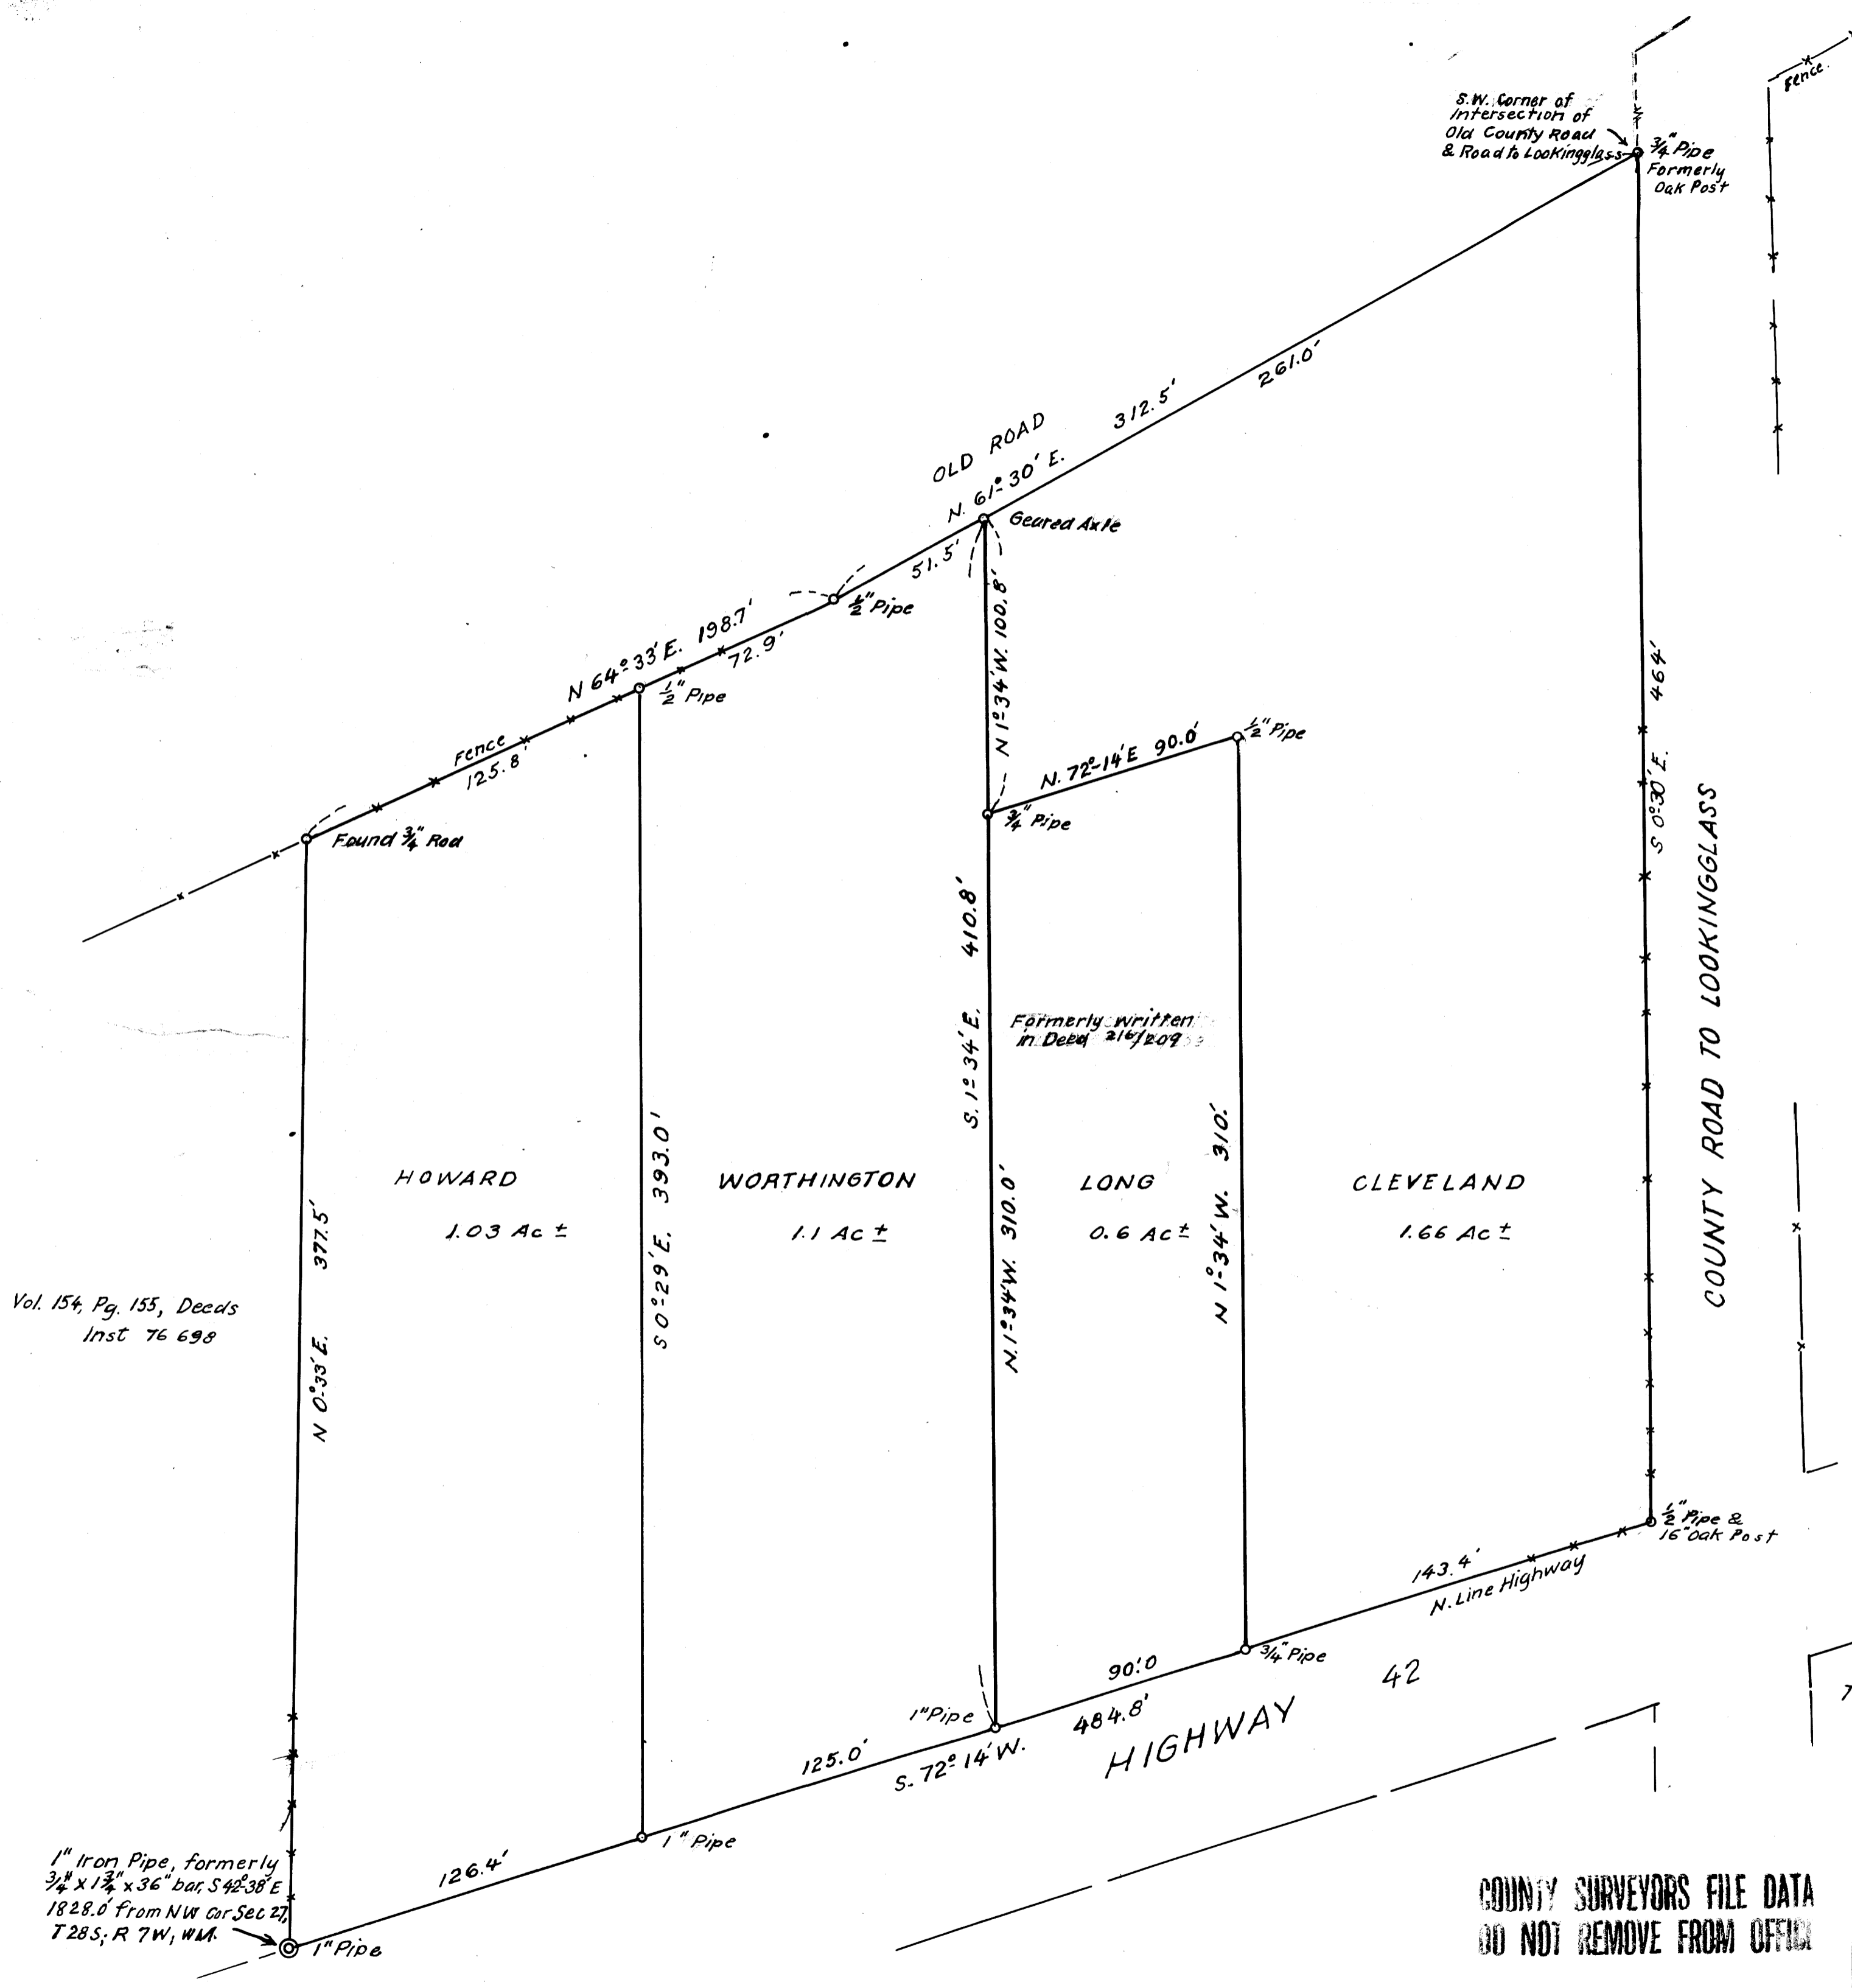 Fence.
S.W. Corner of
Intersection of
Old County Road
& Road to Lookingglass
3/4" Pipe
Formerly
Oak Post
261.0'
312.5'
OLD ROAD
N. 61°-30' E.
Geared Axle
51.5'
1/2" Pipe
N 64°-33' E. 198.7'
72.9'
1/2" Pipe
Fence
125.8'
Found 3/4" Rod
N 1°-34' W. 100.8'
N. 72°-14' E 90.0'
1/2" Pipe
3/4" Pipe
S 0°-30' E. 464'
COUNTY ROAD TO LOOKINGGLASS
S. 1°-34' E. 410.8'
Formerly written
in Deed 216/209
N 1°-34' W. 310.'
N. 1°-34' W. 310.0'
S 0°-29' E. 393.0'
N 0°-33' E. 377.5'
HOWARD
1.03 Ac ±
WORTHINGTON
1.1 Ac ±
LONG
0.6 Ac ±
CLEVELAND
1.66 Ac ±
Vol. 154, Pg. 155, Deeds
Inst 76 698
1/2" Pipe &
16" Oak Post
143.4'
N. Line Highway
3/4" Pipe
90.'0
484.8'
42
HIGHWAY
1" Pipe
125.0'
S. 72°-14' W.
1" Pipe
126.4'
1" Iron Pipe, formerly
3/4" x 1 3/4" x 36" bar, S 42°-38' E
1828.0' from NW cor Sec 27,
T 28 S; R 7 W, WM.
1" Pipe
COUNTY SURVEYORS FILE DATA
DO NOT REMOVE FROM OFFICE